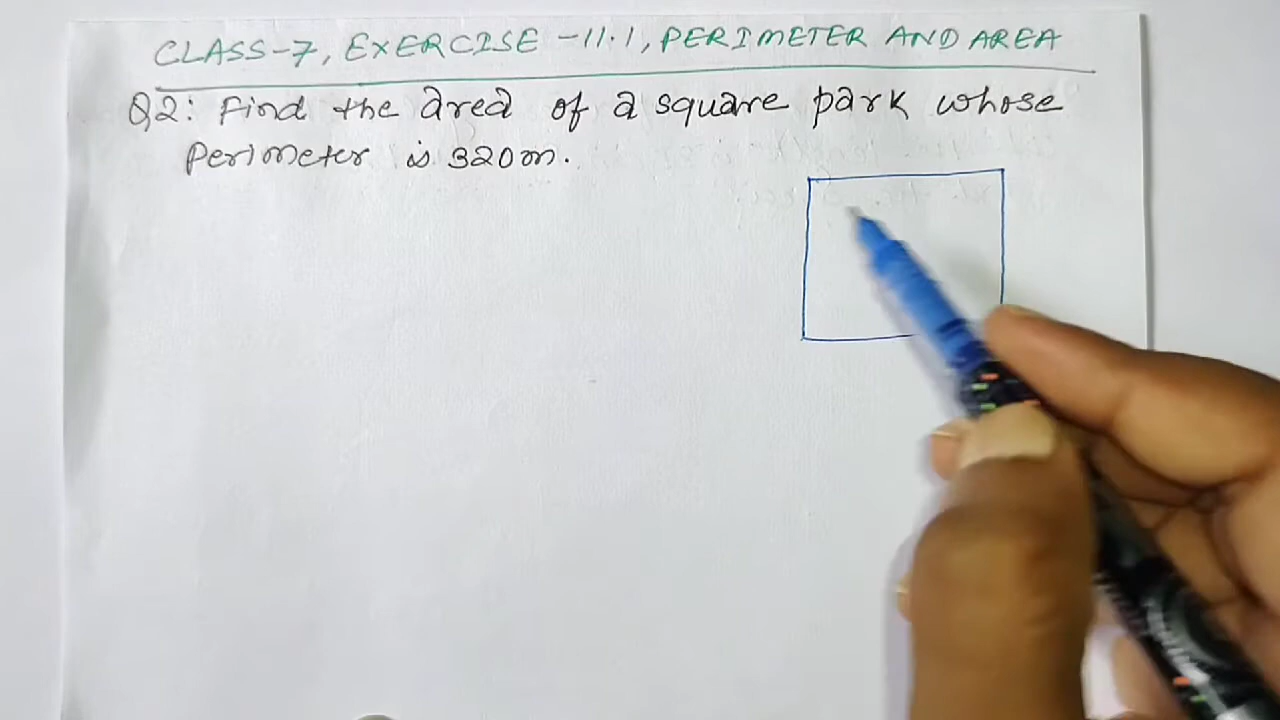 CLASS-7, EXERCISE -11.1, PERIMETER AND AREA
Q2: Find the area of a square park whose
Perimeter is 320m.